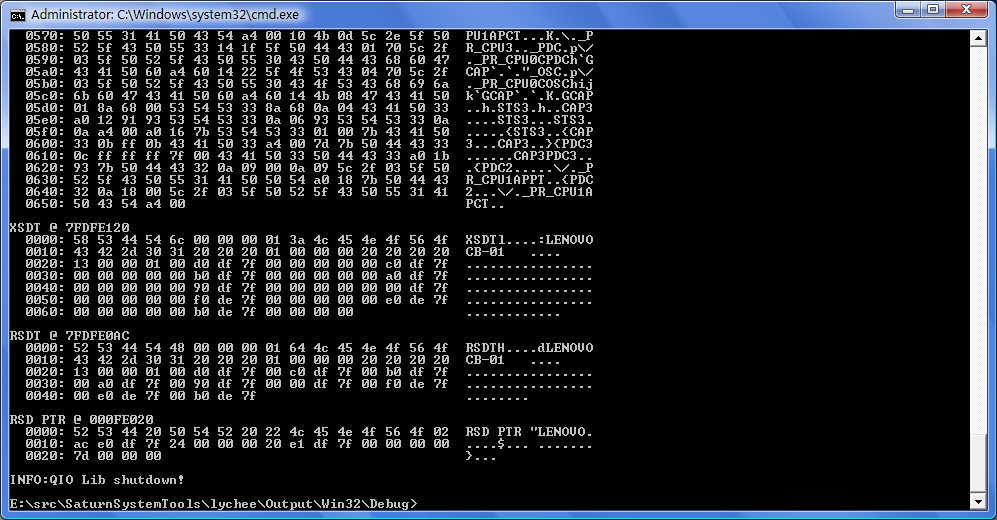 Administrator: C:\Windows\system32\cmd.exe
0570: 50 55 31 41 50 43 54 a4 00 10 4b 0d 5c 2e 5f 50 PU1APCT...K.\._P
0580: 52 5f 43 50 55 33 14 1f 5f 50 44 43 01 70 5c 2f R_CPU3.._PDC.p\/
0590: 03 5f 50 52 5f 43 50 55 30 43 50 44 43 68 60 47 ._PR_CPU0CPDCh`G
05a0: 43 41 50 60 a4 60 14 22 5f 4f 53 43 04 70 5c 2f CAP`.`."_OSC.p\/
05b0: 03 5f 50 52 5f 43 50 55 30 43 4f 53 43 68 69 6a ._PR_CPU0COSChij
05c0: 6b 60 47 43 41 50 60 a4 60 14 4b 08 47 43 41 50 k`GCAP`.`.K.GCAP
05d0: 01 8a 68 00 53 54 53 33 8a 68 0a 04 43 41 50 33 ..h.STS3.h..CAP3
05e0: a0 12 91 93 53 54 53 33 0a 06 93 53 54 53 33 0a ....STS3...STS3.
05f0: 0a a4 00 a0 16 7b 53 54 53 33 01 00 7b 43 41 50 .....{STS3..{CAP
0600: 33 0b ff 0b 43 41 50 33 a4 00 7d 7b 50 44 43 33 3...CAP3..}{PDC3
0610: 0c ff ff ff 7f 00 43 41 50 33 50 44 43 33 a0 1b ......CAP3PDC3..
0620: 93 7b 50 44 43 32 0a 09 00 0a 09 5c 2f 03 5f 50 .{PDC2.....\/._P
0630: 52 5f 43 50 55 31 41 50 50 54 a0 18 7b 50 44 43 R_CPU1APPT..{PDC
0640: 32 0a 18 00 5c 2f 03 5f 50 52 5f 43 50 55 31 41 2...\/._PR_CPU1A
0650: 50 43 54 a4 00 PCT..
XSDT @ 7FDFE120
0000: 58 53 44 54 6c 00 00 00 01 3a 4c 45 4e 4f 56 4f XSDTl....:LENOVO
0010: 43 42 2d 30 31 20 20 20 01 00 00 00 20 20 20 20 CB-01   ....
0020: 13 00 00 01 00 d0 df 7f 00 00 00 00 00 c0 df 7f ................
0030: 00 00 00 00 00 b0 df 7f 00 00 00 00 00 a0 df 7f ................
0040: 00 00 00 00 00 90 df 7f 00 00 00 00 00 00 df 7f ................
0050: 00 00 00 00 00 f0 de 7f 00 00 00 00 00 e0 de 7f ................
0060: 00 00 00 00 00 b0 de 7f 00 00 00 00 ............
RSDT @ 7FDFE0AC
0000: 52 53 44 54 48 00 00 00 01 64 4c 45 4e 4f 56 4f RSDTH....dLENOVO
0010: 43 42 2d 30 31 20 20 20 01 00 00 00 20 20 20 20 CB-01   ....
0020: 13 00 00 01 00 d0 df 7f 00 c0 df 7f 00 b0 df 7f ................
0030: 00 a0 df 7f 00 90 df 7f 00 00 df 7f 00 f0 de 7f ................
0040: 00 e0 de 7f 00 b0 de 7f ........
RSD PTR @ 000FE020
0000: 52 53 44 20 50 54 52 20 22 4c 45 4e 4f 56 4f 02 RSD PTR "LENOVO.
0010: ac e0 df 7f 24 00 00 00 20 e1 df 7f 00 00 00 00 ....$... .......
0020: 7d 00 00 00 }...
INFO:QIO Lib shutdown!
E:\src\SaturnSystemTools\lychee\Output\Win32\Debug>